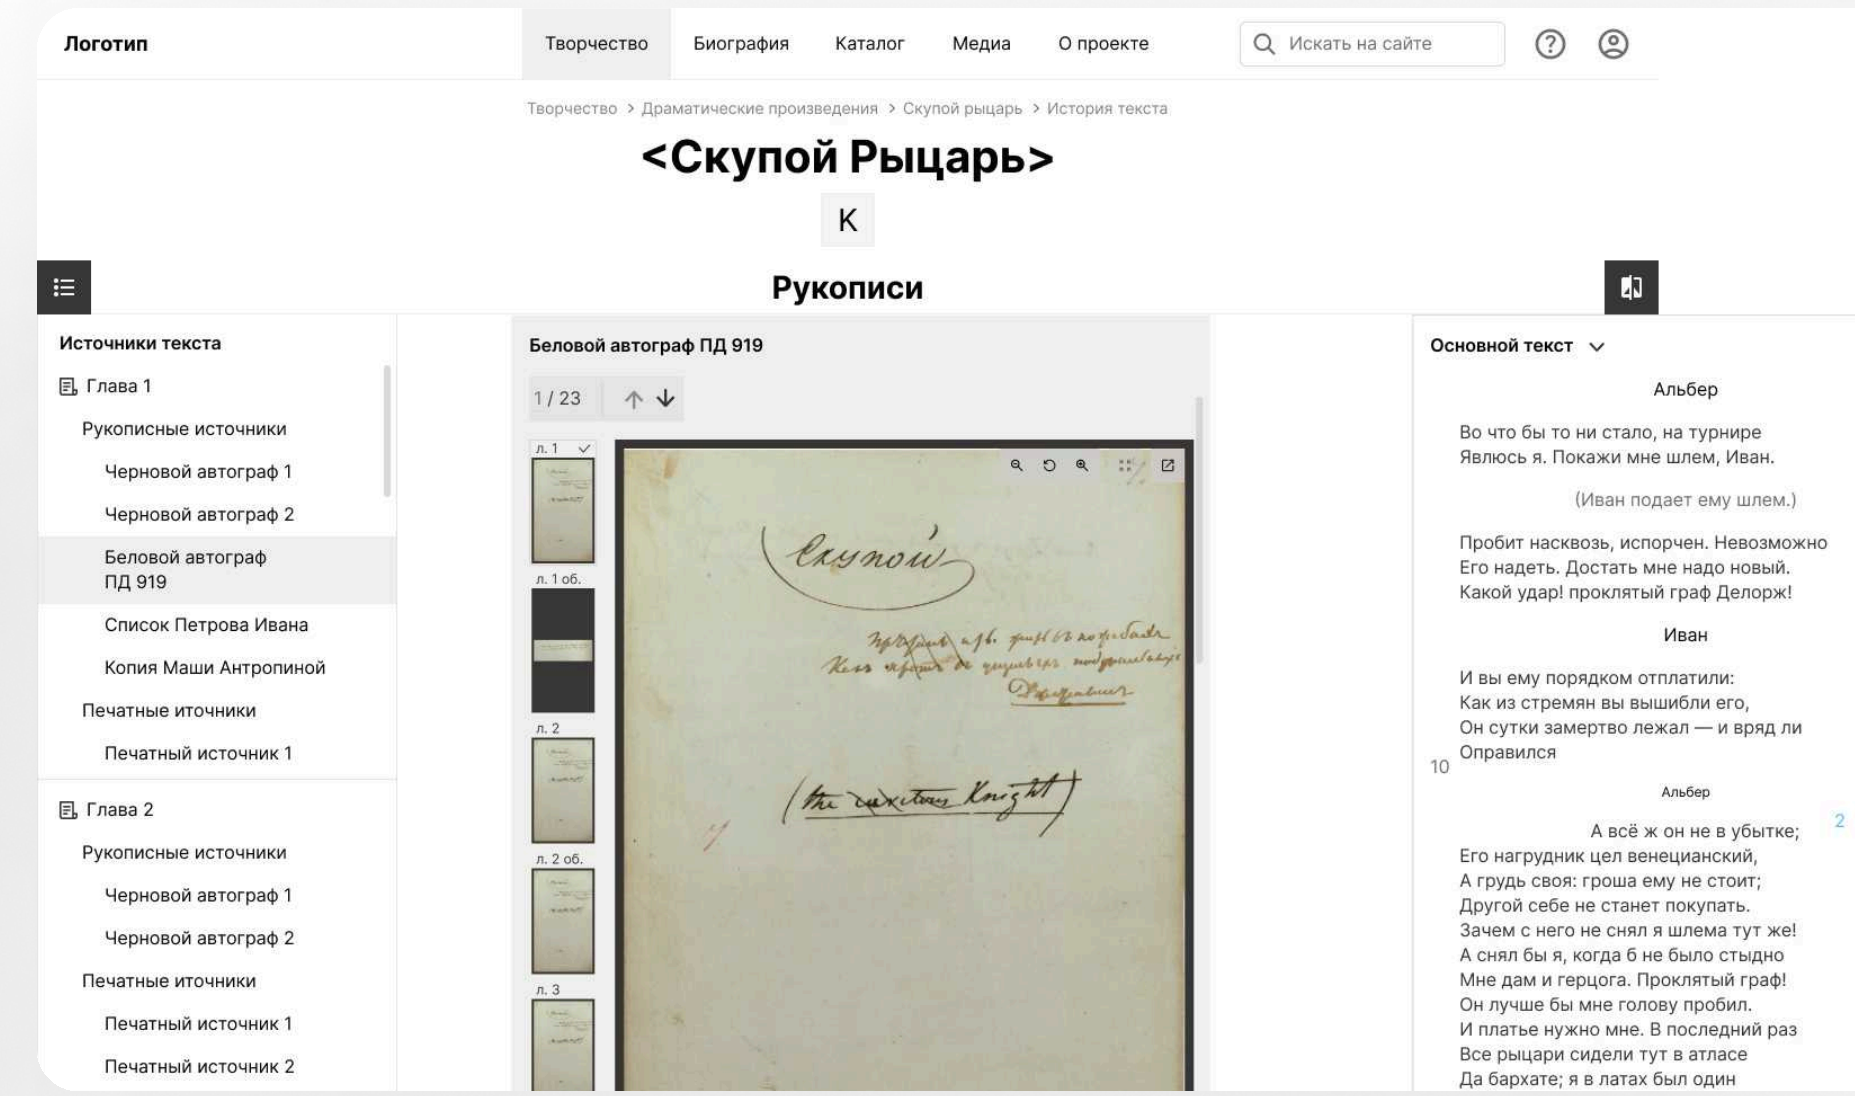 Логотип
Творчество
Биография
Каталог
Медиа
О проекте
Искать на сайте
Творчество > Драматические произведения > Скупой рыцарь > История текста
<Скупой Рыцарь>
К
Рукописи
Источники текста
Глава 1
Рукописные источники
Черновой автограф 1
Черновой автограф 2
Беловой автограф
ПД 919
Список Петрова Ивана
Копия Маши Антропиной
Печатные иточники
Печатный источник 1
Глава 2
Рукописные источники
Черновой автограф 1
Черновой автограф 2
Печатные иточники
Печатный источник 1
Печатный источник 2
Беловой автограф ПД 919
1 / 23
л. 1
л. 1 об.
л. 2
л. 2 об.
л. 3
Скупой
(the Knight)
Основной текст
Альбер
Во что бы то ни стало, на турнире
Явлюсь я. Покажи мне шлем, Иван.
(Иван подает ему шлем.)
Пробит насквозь, испорчен. Невозможно
Его надеть. Достать мне надо новый.
Какой удар! проклятый граф Делорж!
Иван
И вы ему порядком отплатили:
Как из стремян вы вышибли его,
Он сутки замертво лежал — и вряд ли
10 Оправился
Альбер
А всё ж он не в убытке; 2
Его нагрудник цел венецианский,
А грудь своя: гроша ему не стоит;
Другой себе не станет покупать.
Зачем с него не снял я шлема тут же!
А снял бы я, когда б не было стыдно
Мне дам и герцога. Проклятый граф!
Он лучше бы мне голову пробил.
И платье нужно мне. В последний раз
Все рыцари сидели тут в атласе
Да бархате; я в латах был один